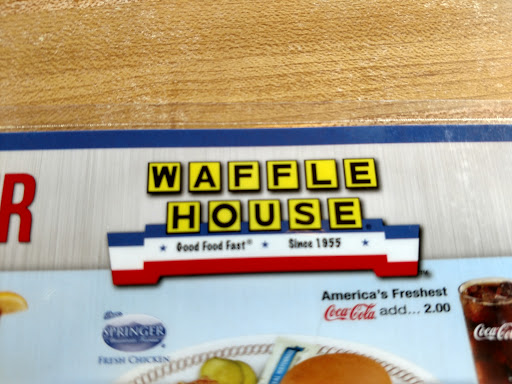 R
WAFFLE
HOUSE®
Good Food Fast® ★ Since 1955
America's Freshest
Coca-Cola add... 2.00
SPRINGER
FRESH CHICKEN
Coca-Cola